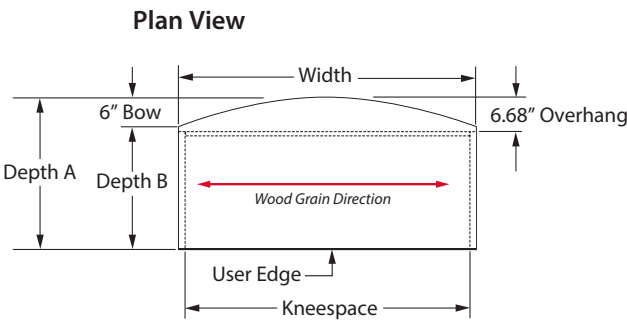 Plan View
Width
6” Bow
6.68” Overhang
Depth A
Depth B
Wood Grain Direction
User Edge
Kneespace